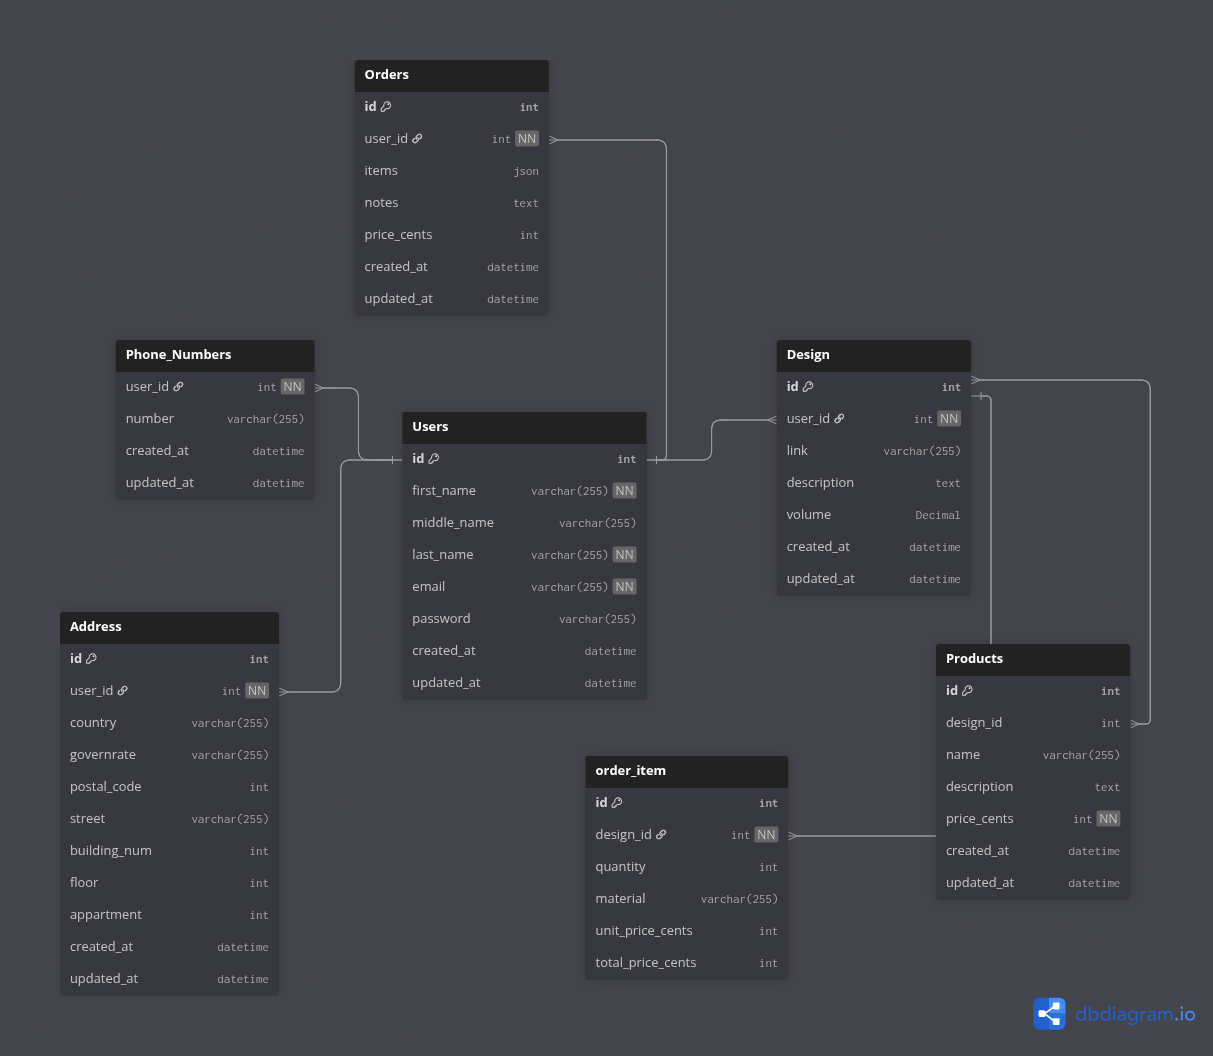 Orders
id int
user_id int NN
items json
notes text
price_cents int
created_at datetime
updated_at datetime
Phone_Numbers
user_id int NN
number varchar(255)
created_at datetime
updated_at datetime
Users
id int
first_name varchar(255) NN
middle_name varchar(255)
last_name varchar(255) NN
email varchar(255) NN
password varchar(255)
created_at datetime
updated_at datetime
Design
id int
user_id int NN
link varchar(255)
description text
volume Decimal
created_at datetime
updated_at datetime
Address
id int
user_id int NN
country varchar(255)
governrate varchar(255)
postal_code int
street varchar(255)
building_num int
floor int
appartment int
created_at datetime
updated_at datetime
Products
id int
design_id int
name varchar(255)
description text
price_cents int NN
created_at datetime
updated_at datetime
order_item
id int
design_id int NN
quantity int
material varchar(255)
unit_price_cents int
total_price_cents int
dbdiagram.io